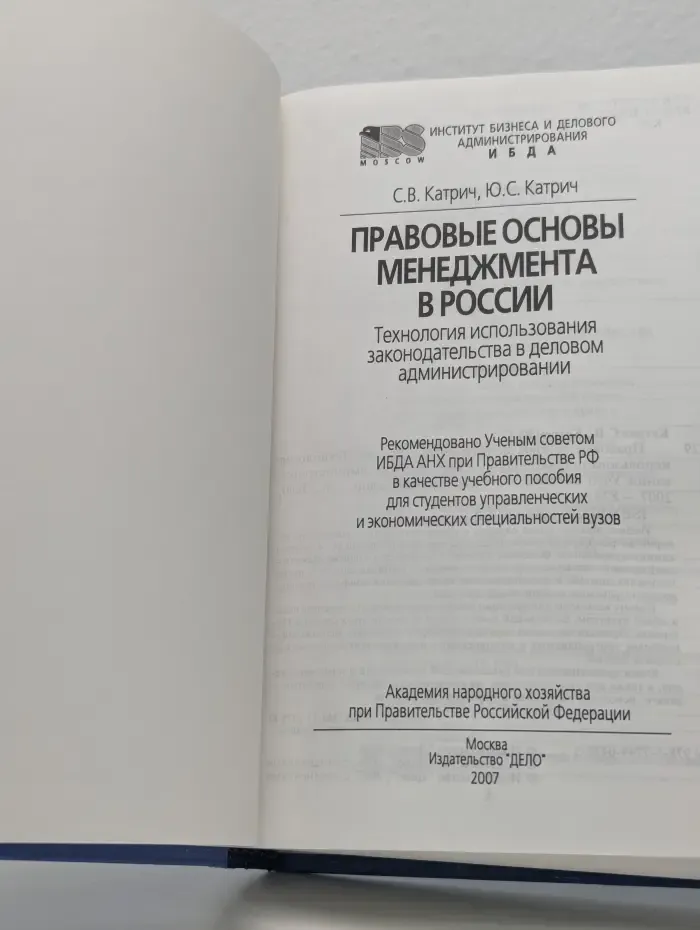 IBS
MOSCOW
ИНСТИТУТ БИЗНЕСА И ДЕЛОВОГО
АДМИНИСТРИРОВАНИЯ
ИБДА
С.В. Катрич, Ю.С. Катрич
ПРАВОВЫЕ ОСНОВЫ
МЕНЕДЖМЕНТА
В РОССИИ
Технология использования
законодательства в деловом
администрировании
Рекомендовано Ученым советом
ИБДА АНХ при Правительстве РФ
в качестве учебного пособия
для студентов управленческих
и экономических специальностей вузов
Академия народного хозяйства
при Правительстве Российской Федерации
Москва
Издательство "ДЕЛО"
2007